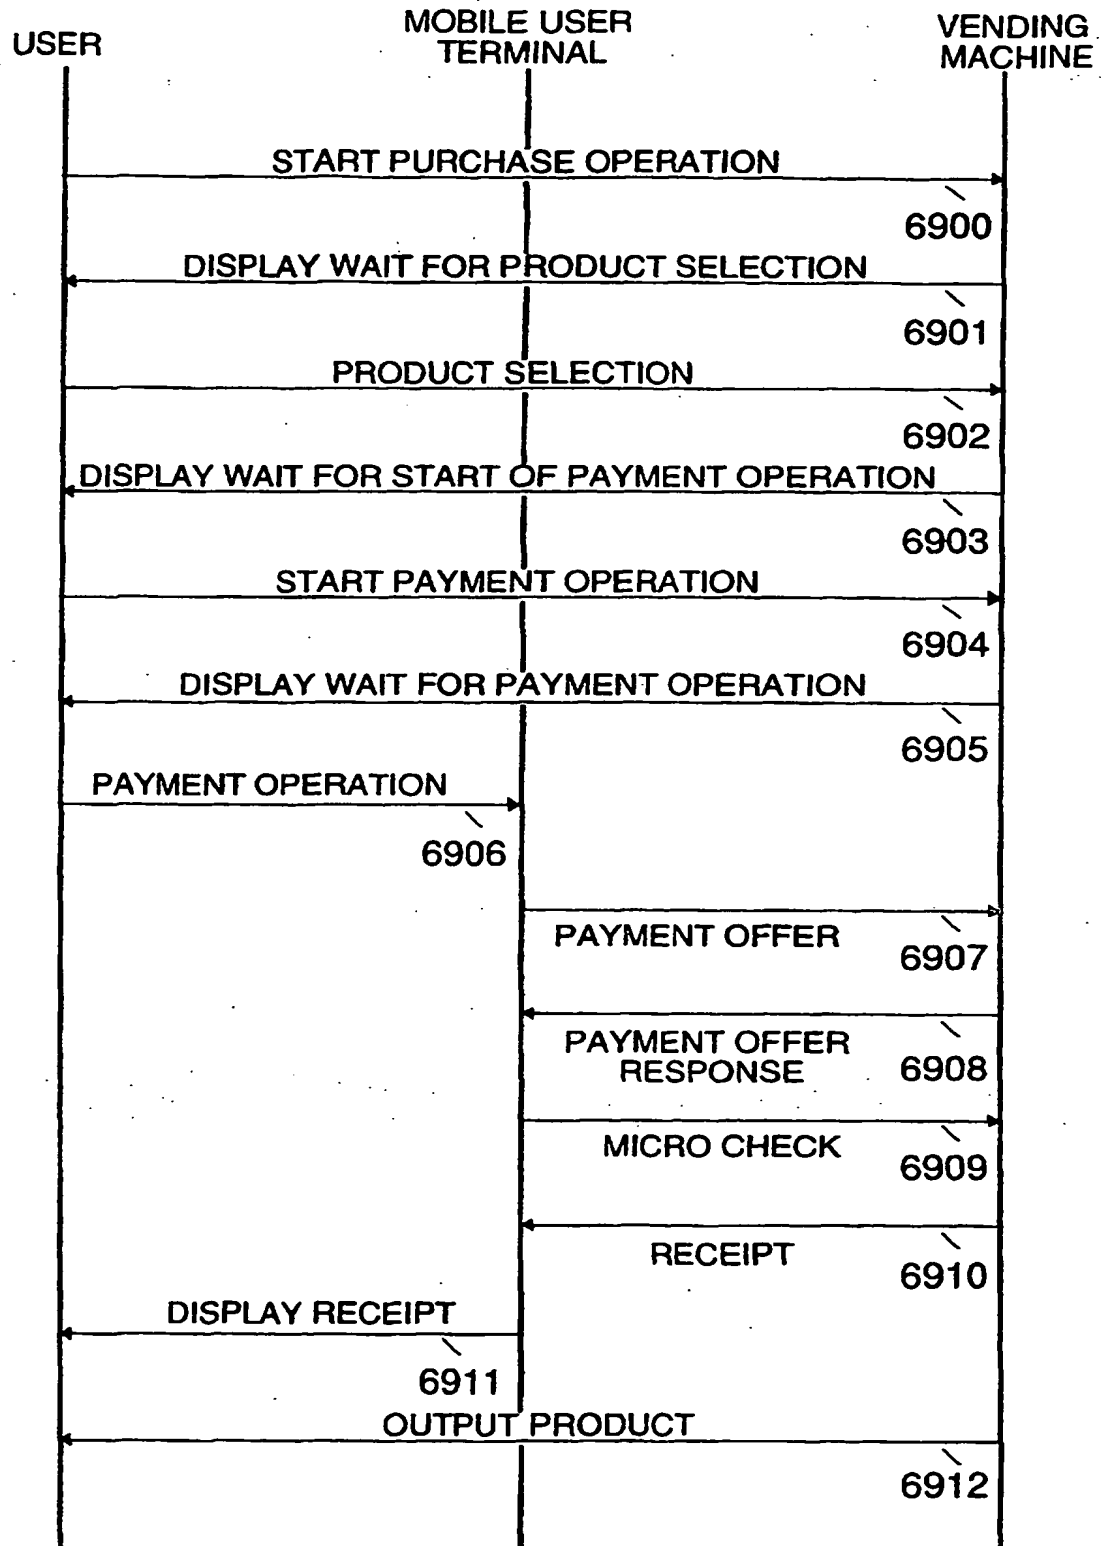 USER
MOBILE USER
TERMINAL
VENDING
MACHINE
START PURCHASE OPERATION
6900
DISPLAY WAIT FOR PRODUCT SELECTION
6901
PRODUCT SELECTION
6902
DISPLAY WAIT FOR START OF PAYMENT OPERATION
6903
START PAYMENT OPERATION
6904
DISPLAY WAIT FOR PAYMENT OPERATION
6905
PAYMENT OPERATION
6906
PAYMENT OFFER
6907
PAYMENT OFFER
RESPONSE
6908
MICRO CHECK
6909
RECEIPT
6910
DISPLAY RECEIPT
6911
OUTPUT PRODUCT
6912